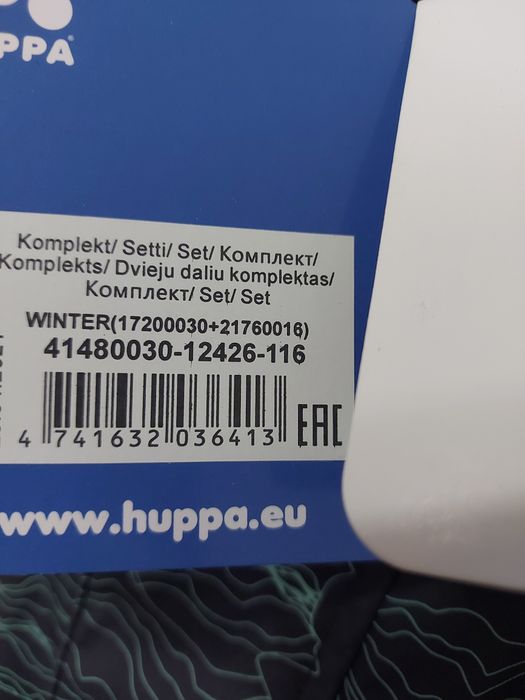 PPA
Komplekt/ Setti/ Set/ Комплект/
Komplekts/ Dvieju daliu komplektas/
Комплект/ Set/ Set
WINTER(17200030+21760016)
41480030-12426-116
4 741632 036413 EAC
www.huppa.eu